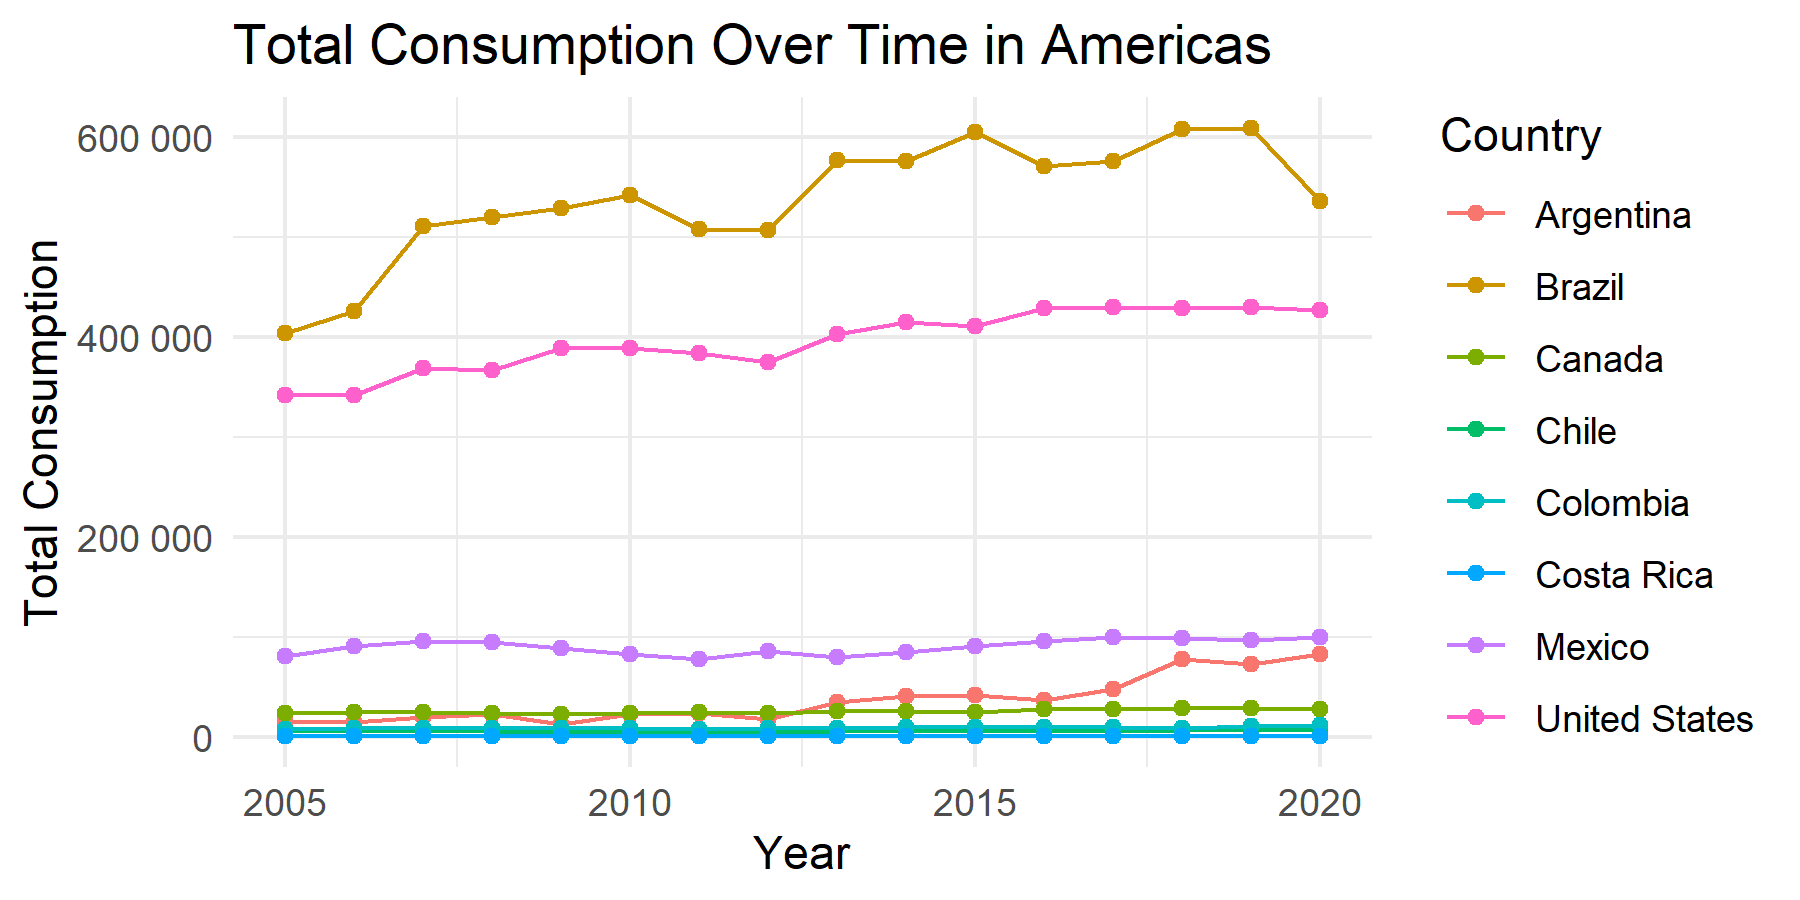 Total Consumption Over Time in Americas
Total Consumption
600 000
400 000
200 000
0
2005 2010 2015 2020
Year
Country
Argentina
Brazil
Canada
Chile
Colombia
Costa Rica
Mexico
United States